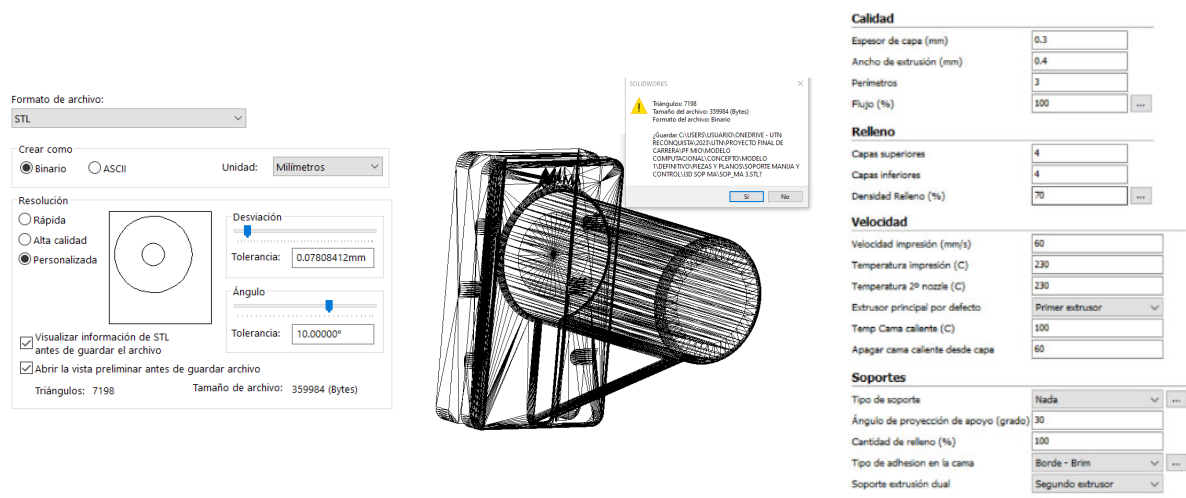 Formato de archivo:
STL
Crear como
Binario
ASCII
Unidad:
Milímetros
Resolución
Rápida
Alta calidad
Personalizada
Desviación
Tolerancia:
0.07808412mm
Ángulo
Tolerancia:
10.00000°
Visualizar información de STL
antes de guardar el archivo
Abrir la vista preliminar antes de guardar archivo
Triángulos: 7198
Tamaño de archivo: 359984 (Bytes)
SOLIDWORKS
Triángulos: 7198
Tamaño del archivo: 359984 (Bytes)
Formato del archivo: Binario
¿Guardar C:\USERS\USUARIO\ONEDRIVE - UTN
RECONQUISTA\2023\UTN\PROYECTO FINAL DE
CARRERA\PF MIO\MODELO
COMPUTACIONAL\CONCEPTO\MODELO
1\DEFINITIVO\PIEZAS Y PLANOS\SOPORTE MANUA Y
CONTROL\I3D SOP MA\SOP_MA 3.STL?
Sí
No
Calidad
Espesor de capa (mm) 0.3
Ancho de extrusión (mm) 0.4
Perímetros 3
Flujo (%) 100 ...
Relleno
Capas superiores 4
Capas inferiores 4
Densidad Relleno (%) 70 ...
Velocidad
Velocidad impresión (mm/s) 60
Temperatura impresión (C) 230
Temperatura 2º nozzle (C) 230
Extrusor principal por defecto Primer extrusor
Temp Cama caliente (C) 100
Apagar cama caliente desde capa 60
Soportes
Tipo de soporte Nada ...
Ángulo de proyección de apoyo (grado) 30
Cantidad de relleno (%) 100
Tipo de adhesion en la cama Borde - Brim ...
Soporte extrusión dual Segundo extrusor